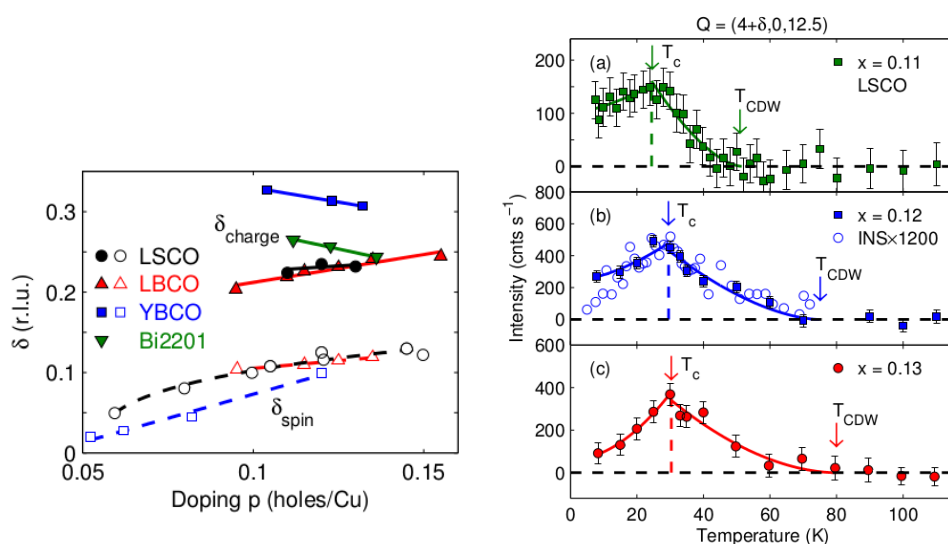 0.3
0.2
0.1
0
δ (r.l.u.)
δcharge
LSCO
LBCO
YBCO
Bi2201
δspin
0.05
0.1
0.15
Doping p (holes/Cu)
Q = (4+δ,0,12.5)
(a)
Tc
x = 0.11
LSCO
TCDW
200
100
0
800
(b)
Tc
x = 0.12
INS×1200
TCDW
600
400
200
0
600
Intensity (cnts s⁻¹)
(c)
Tc
x = 0.13
TCDW
400
200
0
0
20
40
60
80
100
Temperature (K)